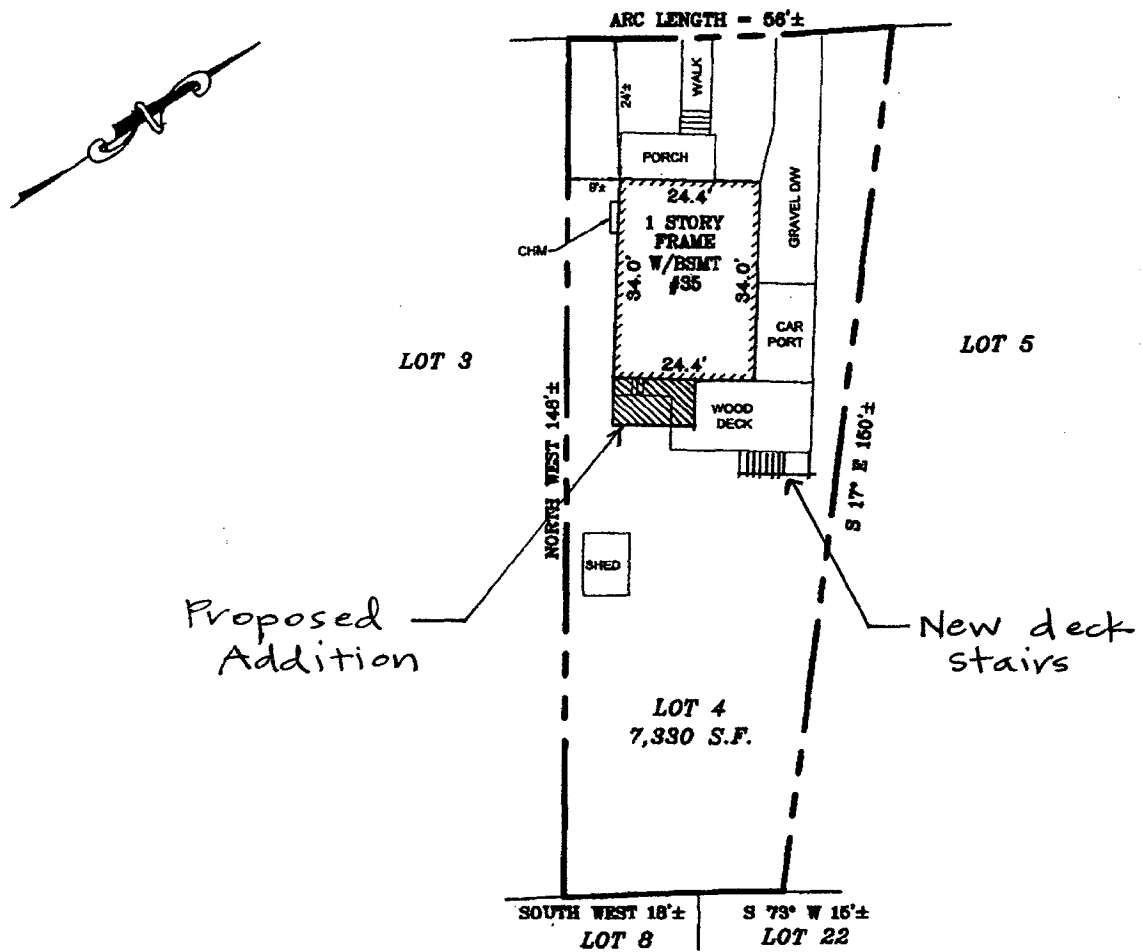 ARC LENGTH = 56'±
WALK
24'±
PORCH
9'±
24.4'
1 STORY
FRAME
W/BSMT
#35
CHM
34.0'
34.0'
GRAVEL D/W
CAR
PORT
LOT 3
LOT 5
24.4'
WOOD
DECK
NORTH WEST 148'±
S 17° E 150'±
SHED
Proposed
Addition
New deck
stairs
LOT 4
7,330 S.F.
SOUTH WEST 18'±
S 73° W 15'±
LOT 8
LOT 22